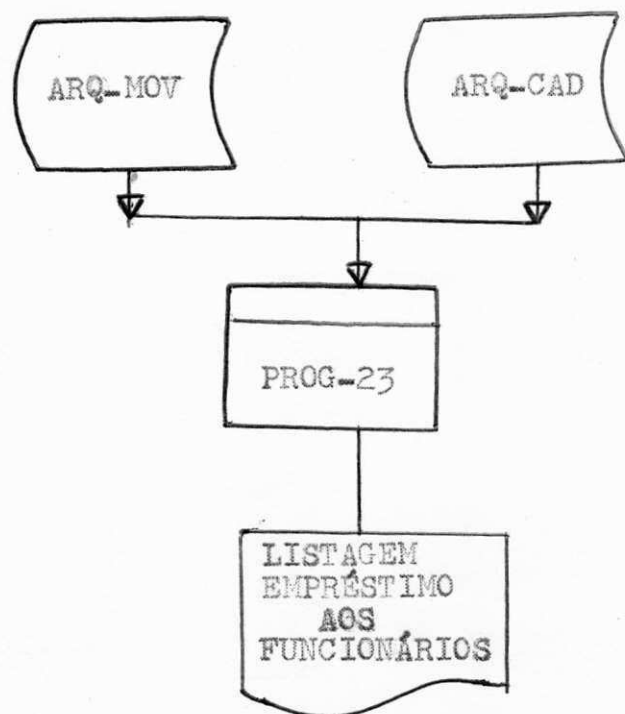 ARQ-MOV
ARQ-CAD
PROG-23
LISTAGEM
EMPRÉSTIMO
AOS
FUNCIONÁRIOS